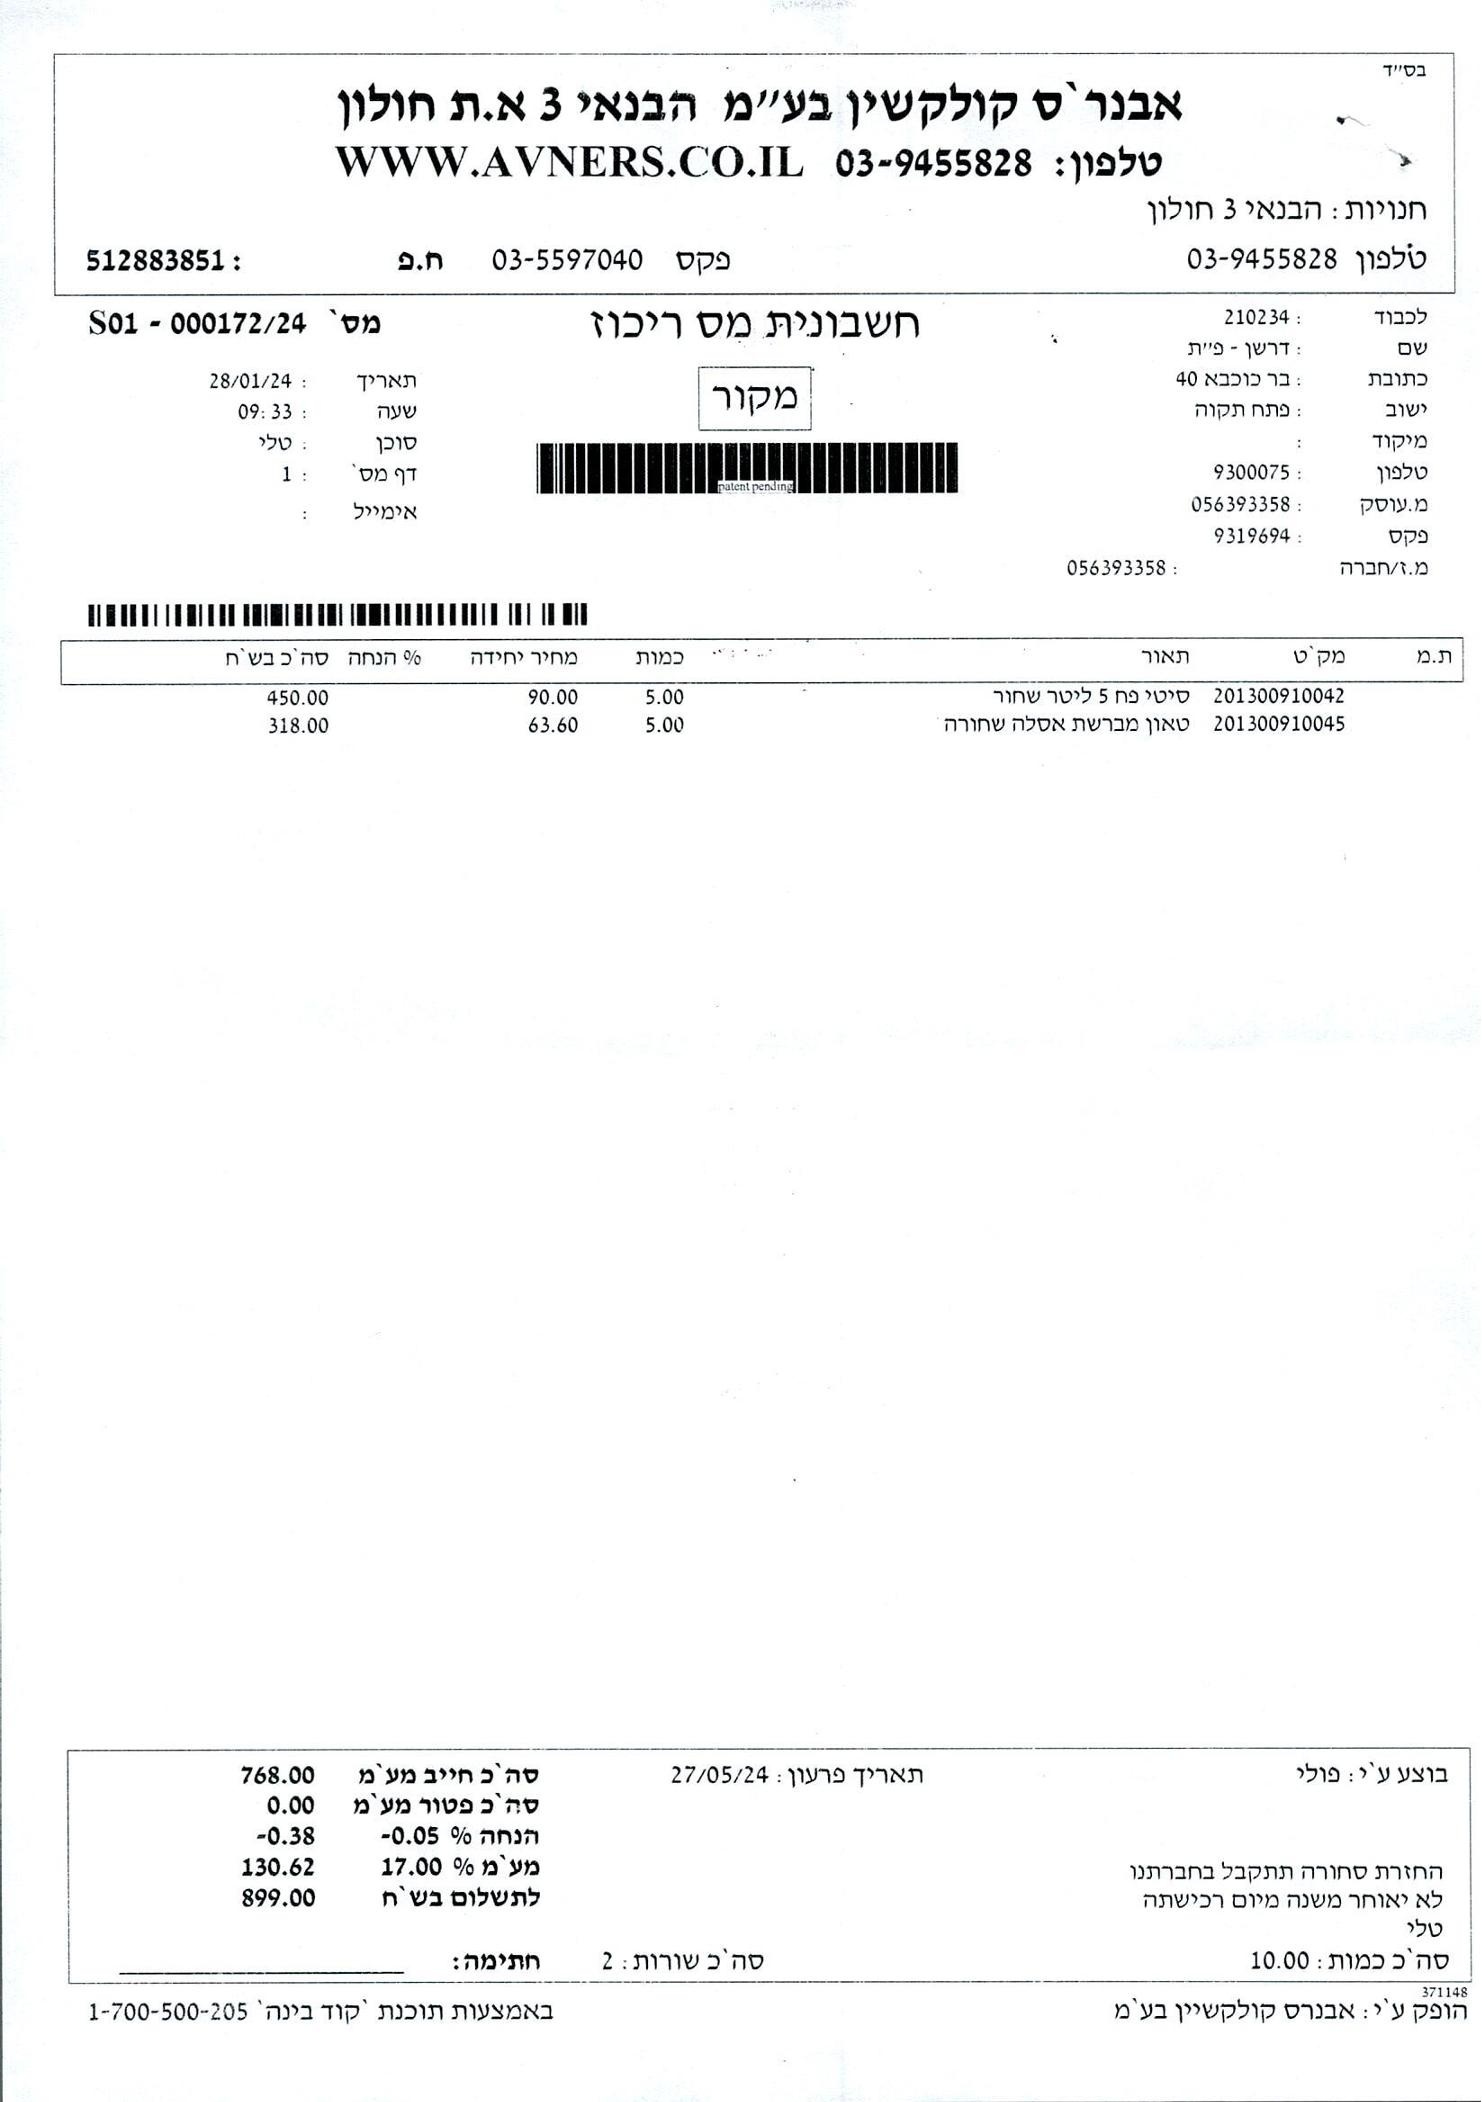 בס״ד
אבנר`ס קולקשין בע״מ הבנאי 3 א.ת חולון
טלפון: 03-9455828 WWW.AVNERS.CO.IL
חנויות : הבנאי 3 חולון
טלפון 03-9455828 פקס 03-5597040 ח.פ : 512883851
לכבוד : 210234
שם : דרשן - פ״ת
כתובת : בר כוכבא 40
ישוב : פתח תקוה
מיקוד :
טלפון : 9300075
מ.עוסק : 056393358
פקס : 9319694
מ.ז/חברה : 056393358
חשבונית מס ריכוז
מקור
patent pending
מס` S01 - 000172/24
תאריך : 28/01/24
שעה : 09:33
סוכן : טלי
דף מס` : 1
אימייל :
ת.מ מק`ט תאור כמות מחיר יחידה % הנחה סה`כ בש`ח
201300910042 סיטי פח 5 ליטר שחור 5.00 90.00 450.00
201300910045 טאון מברשת אסלה שחורה 5.00 63.60 318.00
בוצע ע`י : פולי
תאריך פרעון : 27/05/24
סה`כ חייב מע`מ 768.00
סה`כ פטור מע`מ 0.00
הנחה % -0.05 -0.38
מע`מ % 17.00 130.62
לתשלום בש`ח 899.00
החזרת סחורה תתקבל בחברתנו
לא יאוחר משנה מיום רכישתה
טלי
סה`כ כמות : 10.00 סה`כ שורות : 2 חתימה:
371148
הופק ע`י : אבנרס קולקשיין בע`מ באמצעות תוכנת `קוד בינה` 1-700-500-205